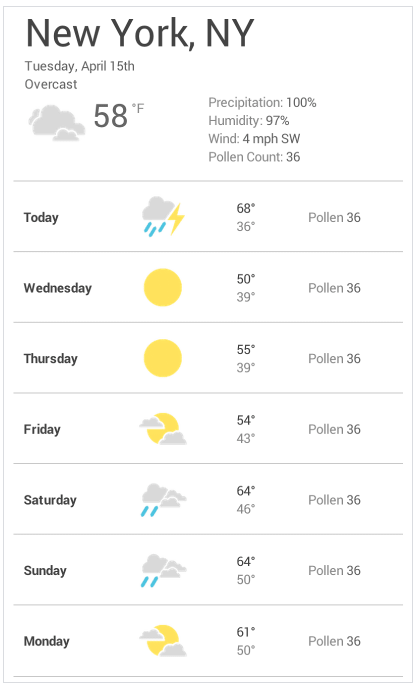 New York, NY
Tuesday, April 15th
Overcast
58 °F
Precipitation: 100%
Humidity: 97%
Wind: 4 mph SW
Pollen Count: 36
Today 68° 36° Pollen 36
Wednesday 50° 39° Pollen 36
Thursday 55° 39° Pollen 36
Friday 54° 43° Pollen 36
Saturday 64° 46° Pollen 36
Sunday 64° 50° Pollen 36
Monday 61° 50° Pollen 36